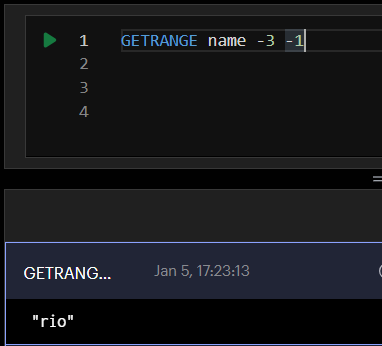 1 GETRANGE name -3 -1
2
3
4
GETRANG... Jan 5, 17:23:13
"rio"